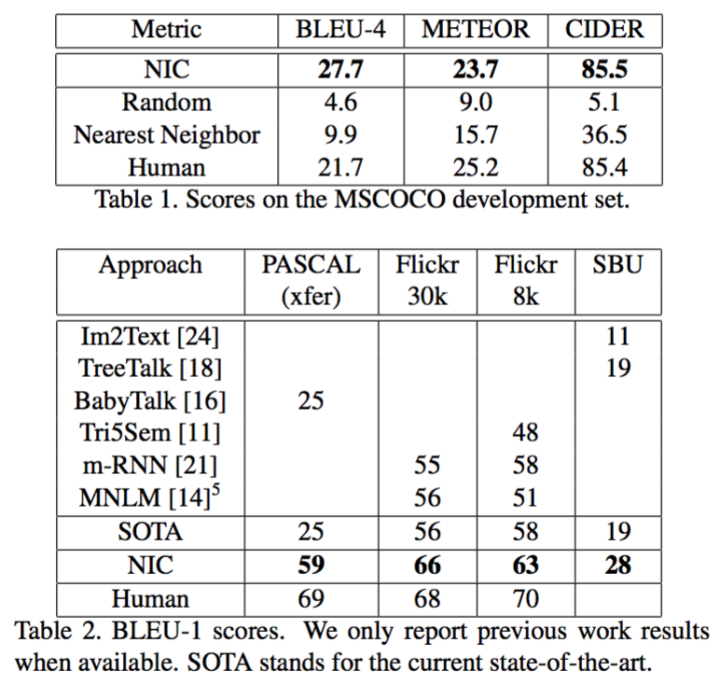 Metric BLEU-4 METEOR CIDER
NIC 27.7 23.7 85.5
Random 4.6 9.0 5.1
Nearest Neighbor 9.9 15.7 36.5
Human 21.7 25.2 85.4
Table 1. Scores on the MSCOCO development set.
Approach PASCAL Flickr Flickr SBU
(xfer) 30k 8k
Im2Text [24] 11
TreeTalk [18] 19
BabyTalk [16] 25
Tri5Sem [11] 48
m-RNN [21] 55 58
MNLM [14]⁵ 56 51
SOTA 25 56 58 19
NIC 59 66 63 28
Human 69 68 70
Table 2. BLEU-1 scores. We only report previous work results
when available. SOTA stands for the current state-of-the-art.